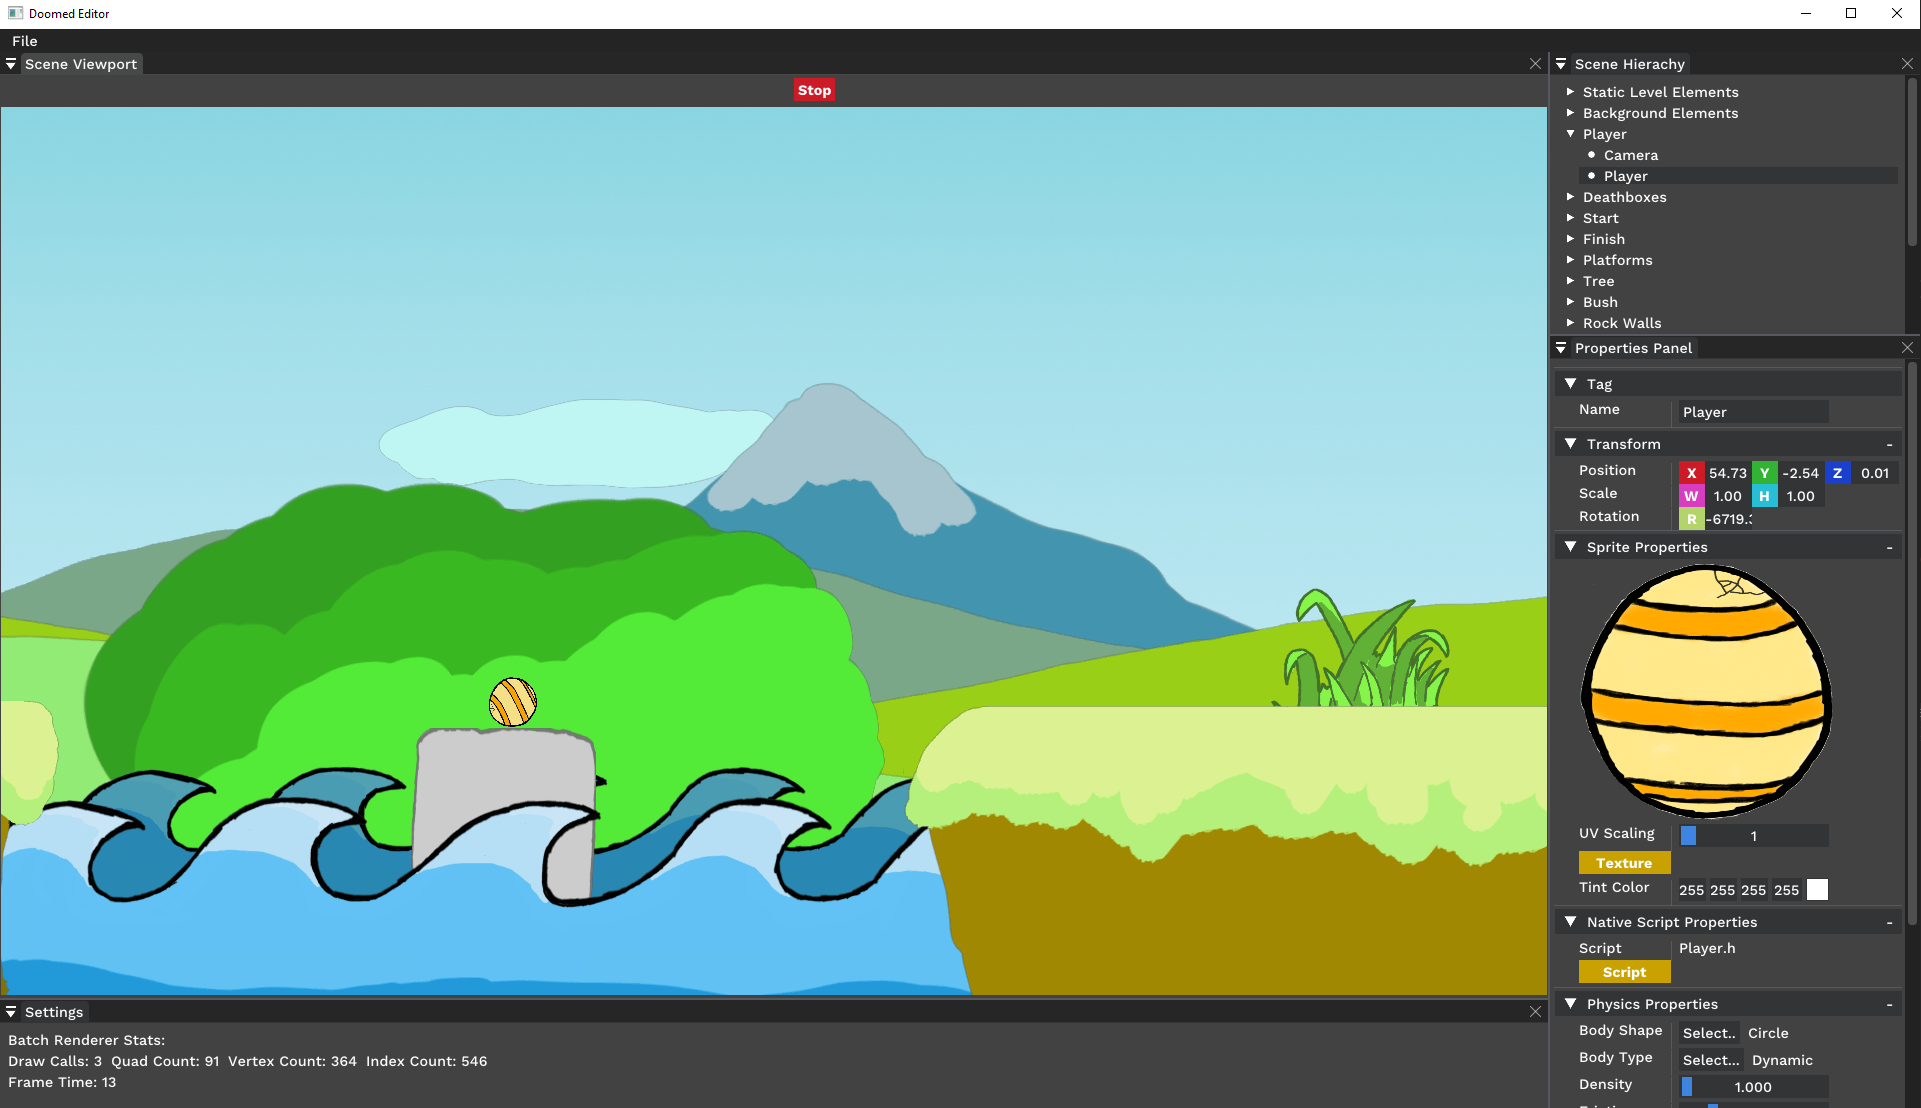 Doomed Editor
File
Scene Viewport
Stop
Scene Hierachy
Static Level Elements
Background Elements
Player
Camera
Player
Deathboxes
Start
Finish
Platforms
Tree
Bush
Rock Walls
Properties Panel
Tag
Name Player
Transform -
Position X 54.73 Y -2.54 Z 0.01
Scale W 1.00 H 1.00
Rotation R -6719.
Sprite Properties -
UV Scaling 1
Texture
Tint Color 255 255 255 255
Native Script Properties -
Script Player.h
Script
Physics Properties -
Body Shape Select.. Circle
Body Type Select... Dynamic
Density 1.000
Settings
Batch Renderer Stats:
Draw Calls: 3 Quad Count: 91 Vertex Count: 364 Index Count: 546
Frame Time: 13